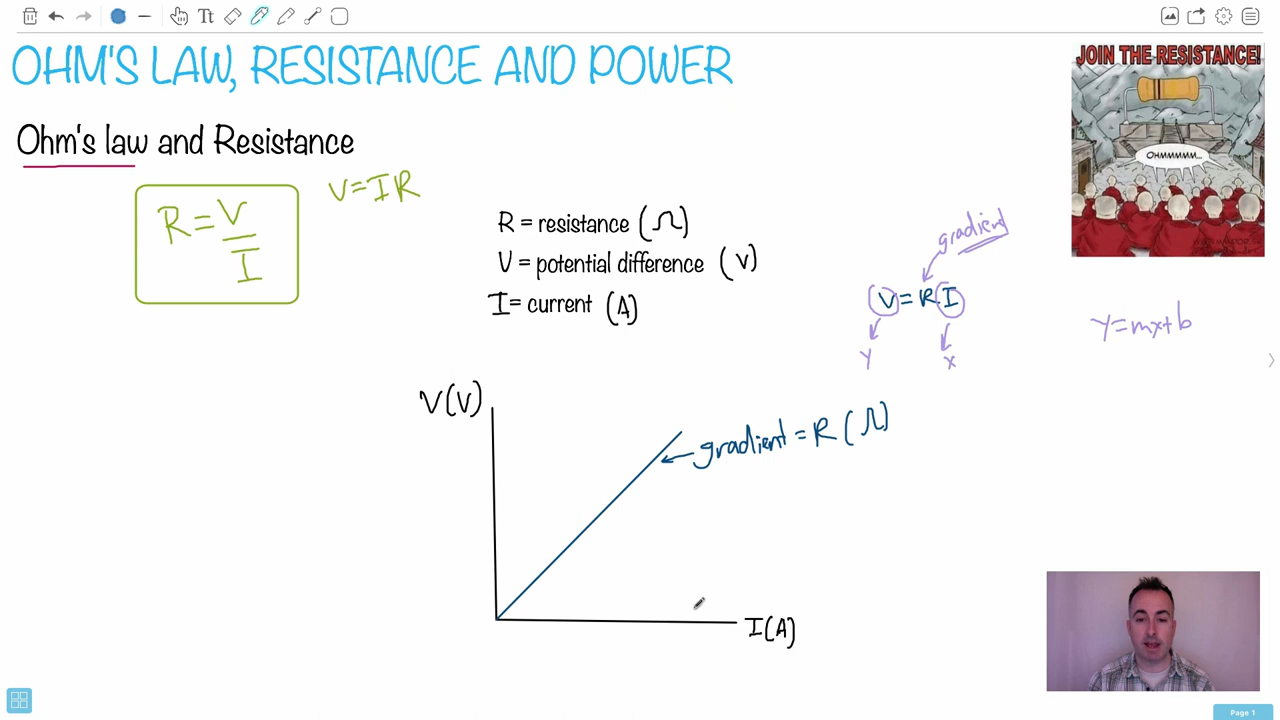 Tt
OHM'S LAW, RESISTANCE AND POWER
JOIN THE RESISTANCE!
OHMMMMM...
Ohm's law and Resistance
R = V/I
V = IR
R = resistance (Ω)
V = potential difference (V)
I = current (A)
gradient
V = R I
y
x
y = mx + b
V(V)
gradient = R (Ω)
I(A)
Page 1